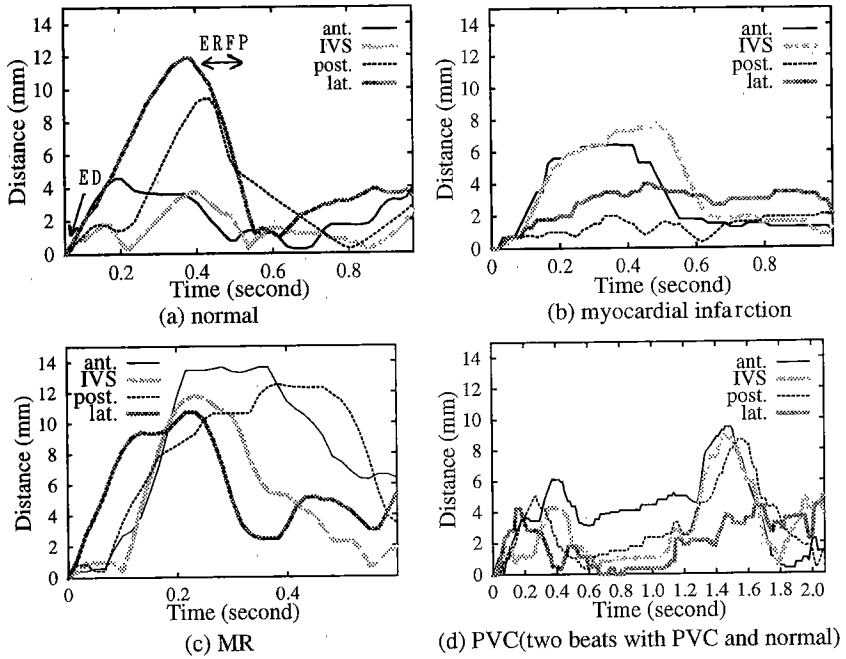 14
12
10
8
6
4
2
0
Distance (mm)
ERFP
ED
ant.
IVS
post.
lat.
0.2 0.4 0.6 0.8
Time (second)
(a) normal
14
12
10
8
6
4
2
0
Distance (mm)
ant.
IVS
post.
lat.
0 0.2 0.4 0.6 0.8
Time (second)
(b) myocardial infarction
14
12
10
8
6
4
2
0
Distance (mm)
ant.
IVS
post.
lat.
0 0.2 0.4
Time (second)
(c) MR
14
12
10
8
6
4
2
0
Distance (mm)
ant.
IVS
post.
lat.
0 0.2 0.4 0.6 0.8 1.0 1.2 1.4 1.6 1.8 2.0
Time (second)
(d) PVC(two beats with PVC and normal)